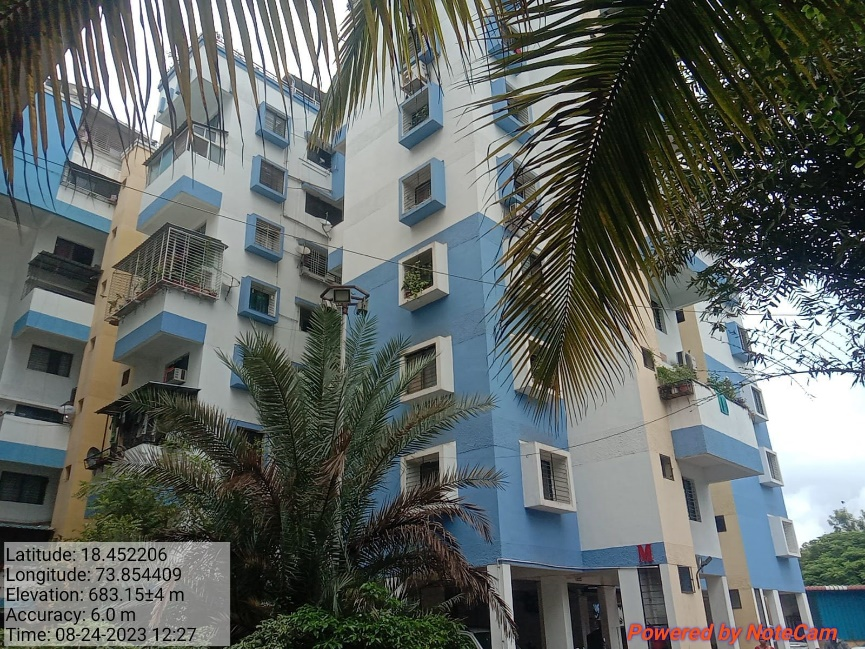 M
Latitude: 18.452206
Longitude: 73.854409
Elevation: 683.15±4 m
Accuracy: 6.0 m
Time: 08-24-2023 12:27
Powered by NoteCam